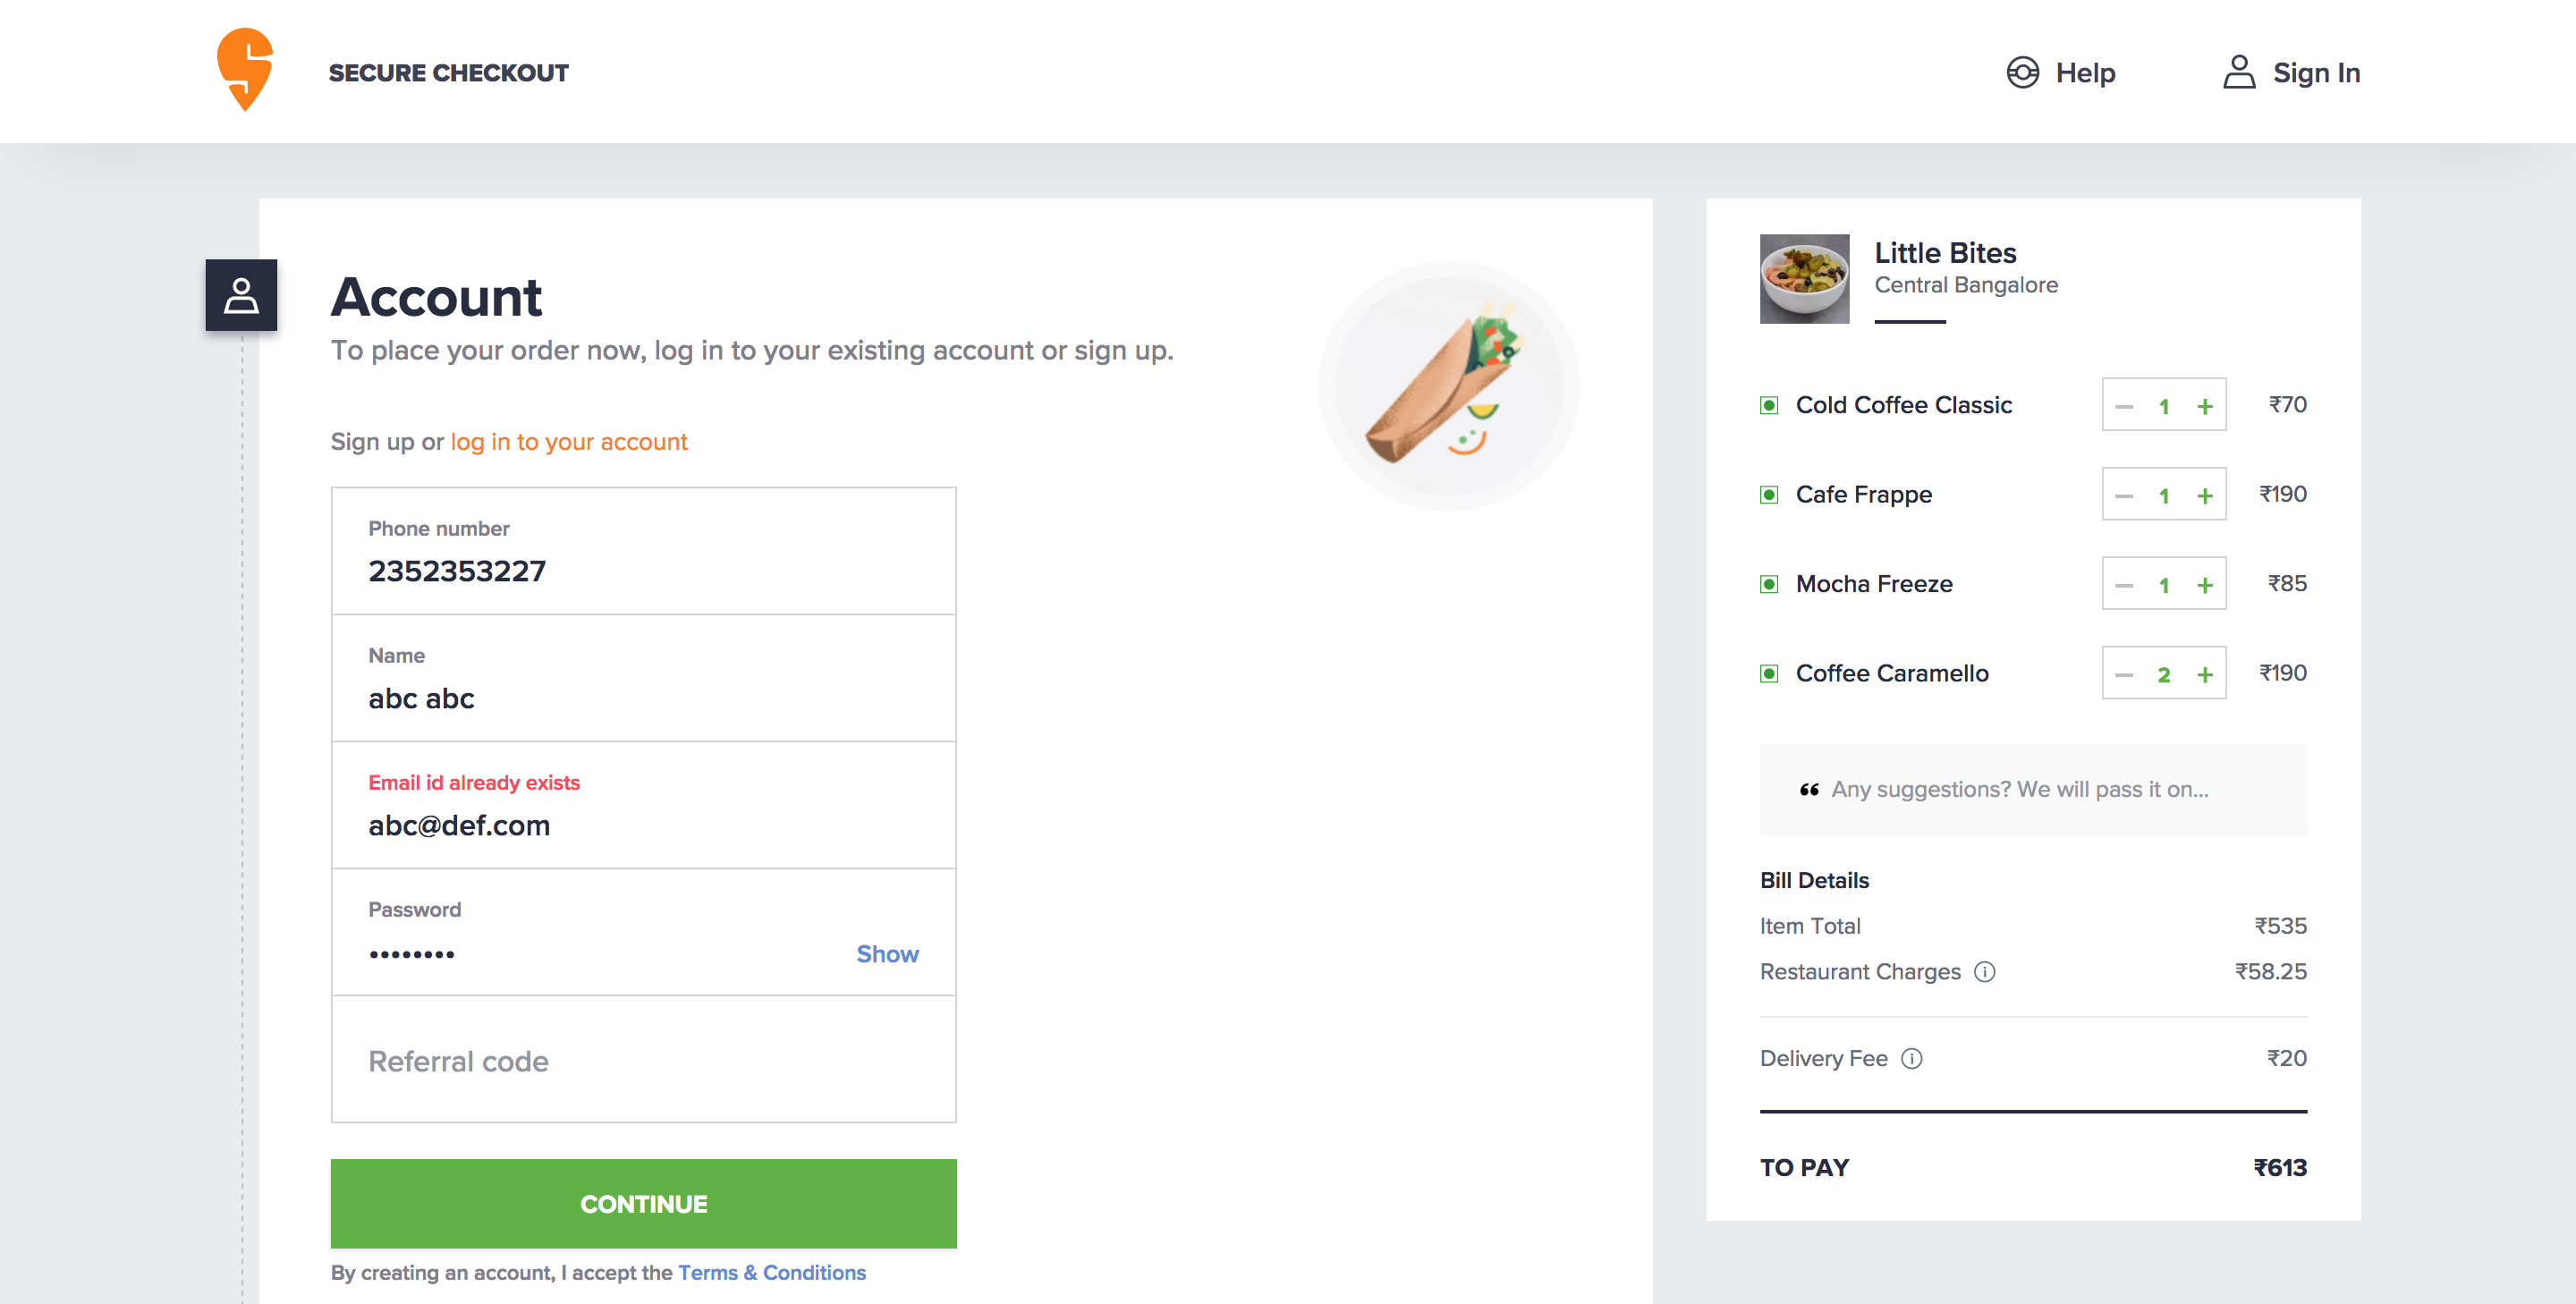 SECURE CHECKOUT
Help
Sign In
Account
To place your order now, log in to your existing account or sign up.
Sign up or log in to your account
Phone number
2352353227
Name
abc abc
Email id already exists
abc@def.com
Password
••••••••
Show
Referral code
CONTINUE
By creating an account, I accept the Terms & Conditions
Little Bites
Central Bangalore
Cold Coffee Classic − 1 + ₹70
Cafe Frappe − 1 + ₹190
Mocha Freeze − 1 + ₹85
Coffee Caramello − 2 + ₹190
“ Any suggestions? We will pass it on...
Bill Details
Item Total ₹535
Restaurant Charges ₹58.25
Delivery Fee ₹20
TO PAY ₹613